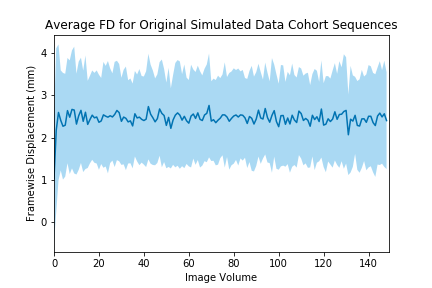 Average FD for Original Simulated Data Cohort Sequences
Framewise Displacement (mm)
4
3
2
1
0
0 20 40 60 80 100 120 140
Image Volume